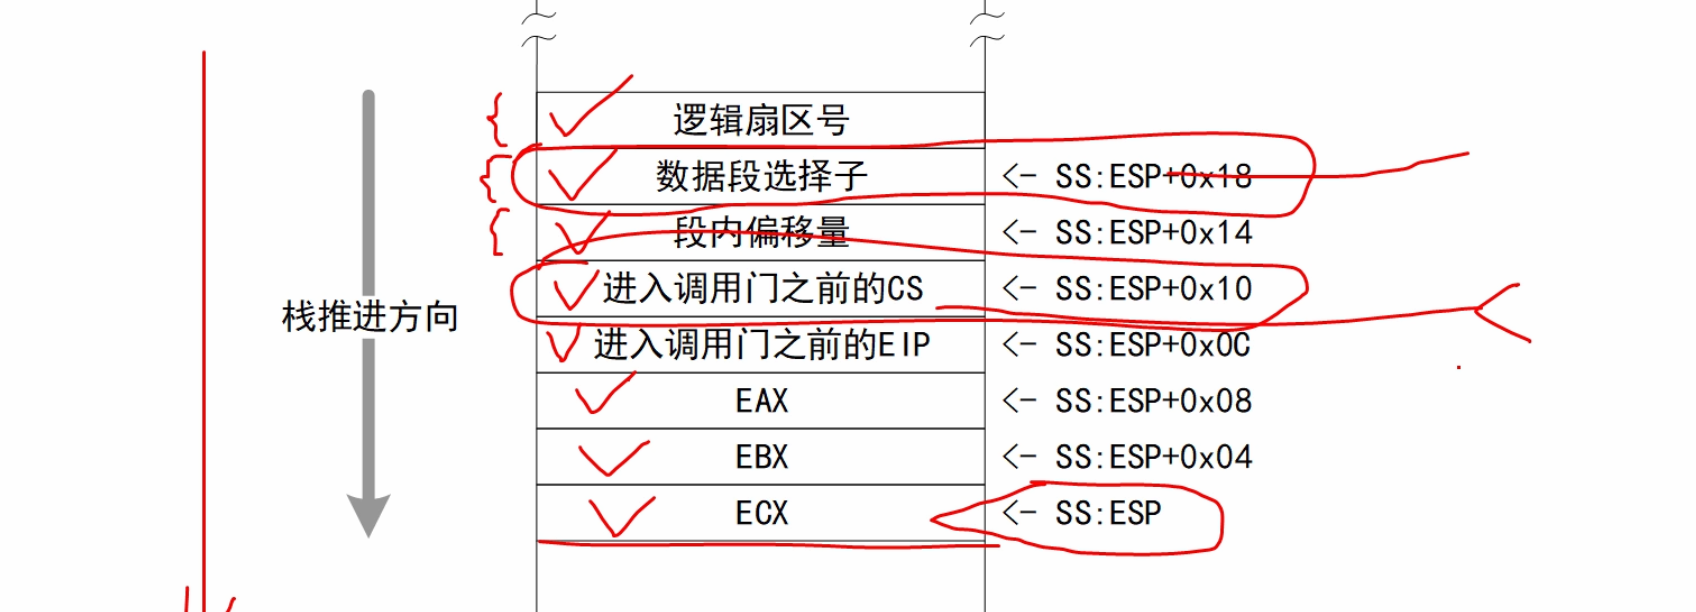 逻辑扇区号
数据段选择子 <- SS:ESP+0x18
段内偏移量 <- SS:ESP+0x14
进入调用门之前的CS <- SS:ESP+0x10
栈推进方向
进入调用门之前的EIP <- SS:ESP+0x0C
EAX <- SS:ESP+0x08
EBX <- SS:ESP+0x04
ECX <- SS:ESP